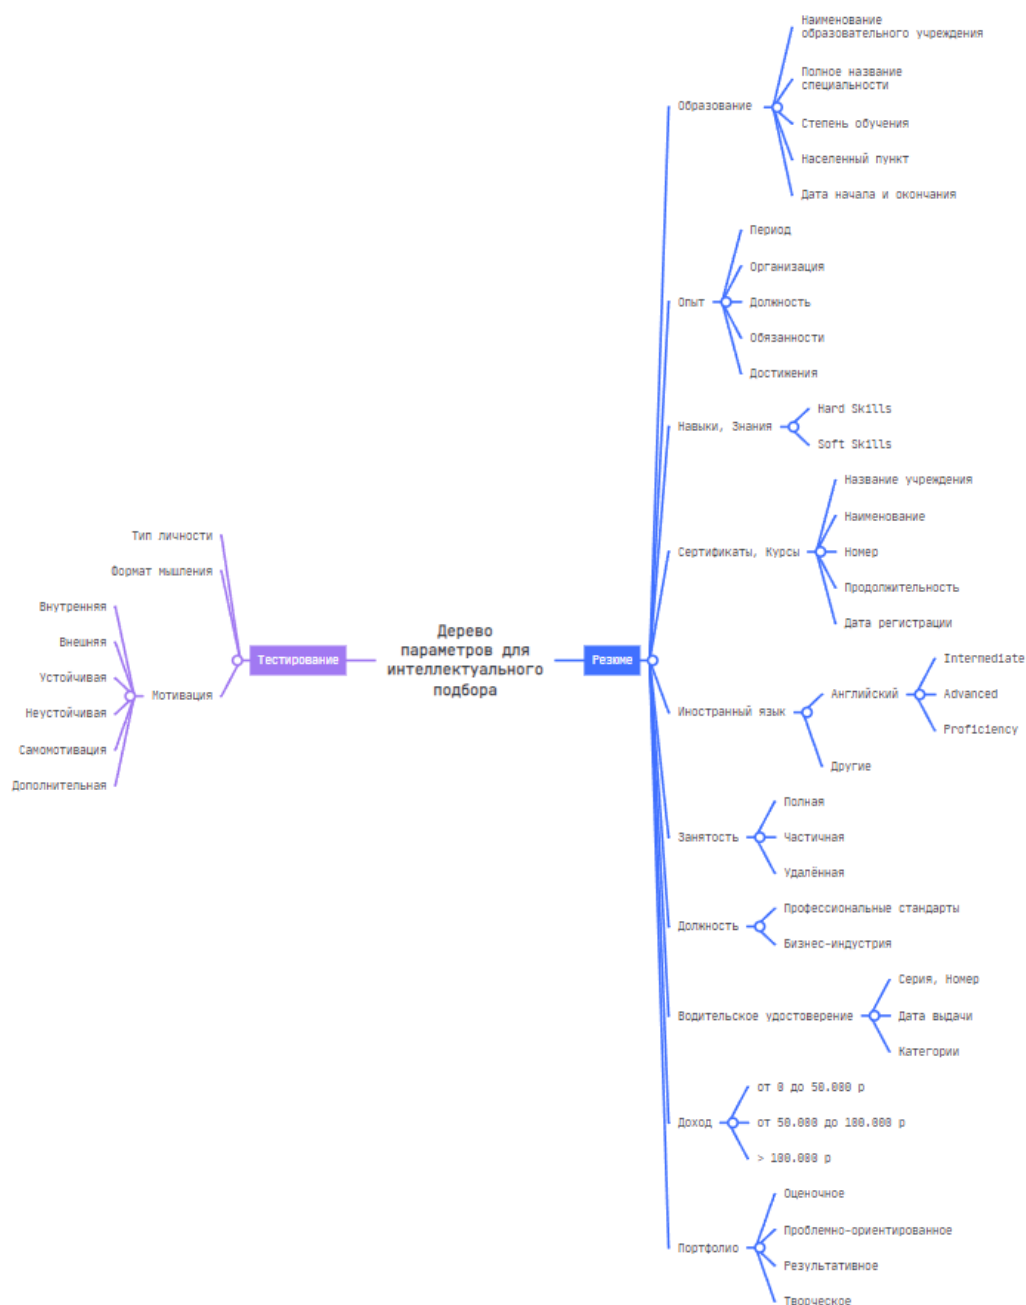 Дерево
параметров для
интеллектуального
подбора
Тестирование
Тип личности
Формат мышления
Мотивация
Внутренняя
Внешняя
Устойчивая
Неустойчивая
Самомотивация
Дополнительная
Резюме
Образование
Наименование
образовательного учреждения
Полное название
специальности
Степень обучения
Населенный пункт
Дата начала и окончания
Опыт
Период
Организация
Должность
Обязанности
Достижения
Навыки, Знания
Hard Skills
Soft Skills
Сертификаты, Курсы
Название учреждения
Наименование
Номер
Продолжительность
Дата регистрации
Иностранный язык
Английский
Intermediate
Advanced
Proficiency
Другие
Занятость
Полная
Частичная
Удалённая
Должность
Профессиональные стандарты
Бизнес-индустрия
Водительское удостоверение
Серия, Номер
Дата выдачи
Категории
Доход
от 0 до 50.000 р
от 50.000 до 100.000 р
> 100.000 р
Портфолио
Оценочное
Проблемно-ориентированное
Результативное
Творческое